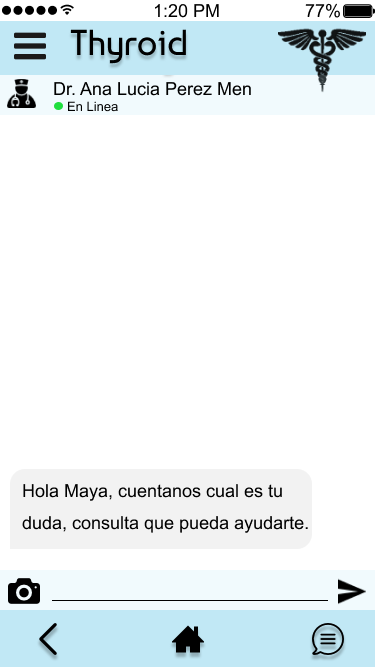 1:20 PM
77%
Thyroid
Dr. Ana Lucia Perez Men
En Linea
Hola Maya, cuentanos cual es tu
duda, consulta que pueda ayudarte.